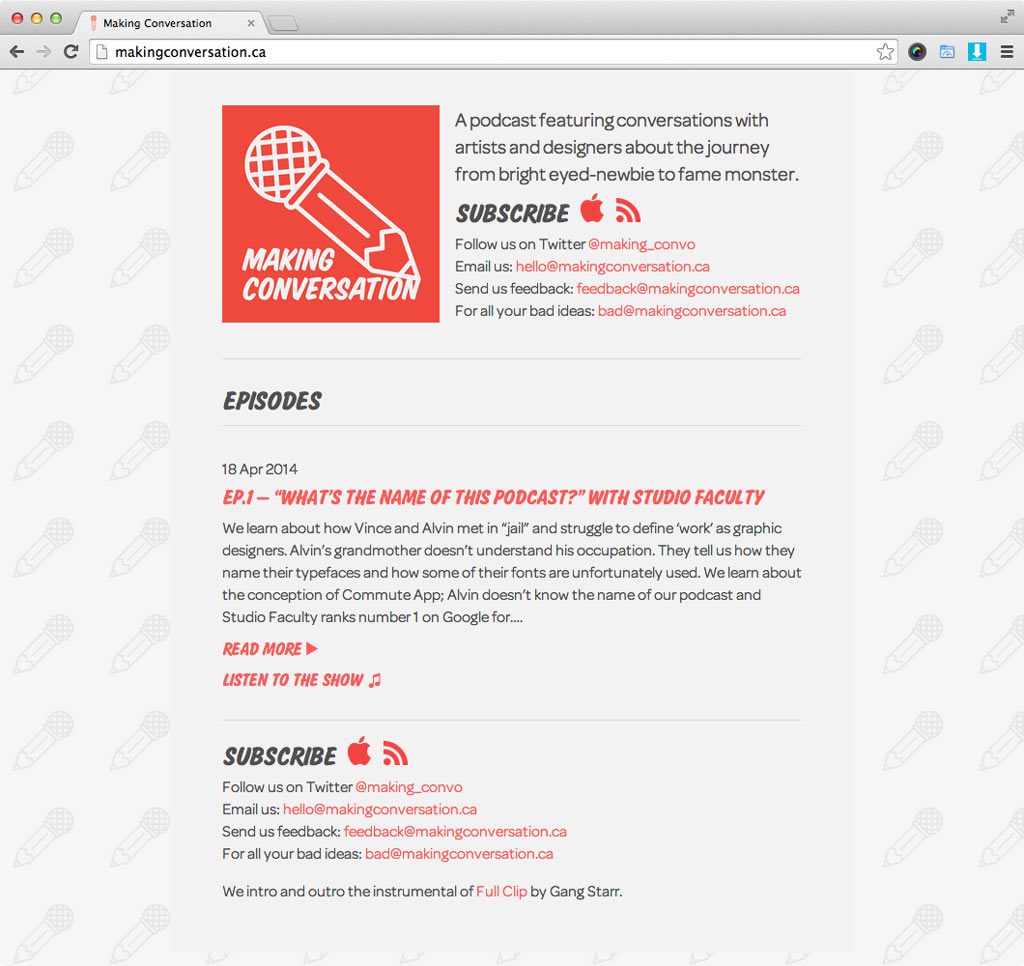 Making Conversation
makingconversation.ca
MAKING
CONVERSATION
A podcast featuring conversations with
artists and designers about the journey
from bright eyed-newbie to fame monster.
SUBSCRIBE
Follow us on Twitter @making_convo
Email us: hello@makingconversation.ca
Send us feedback: feedback@makingconversation.ca
For all your bad ideas: bad@makingconversation.ca
EPISODES
18 Apr 2014
EP.1 – “WHAT’S THE NAME OF THIS PODCAST?” WITH STUDIO FACULTY
We learn about how Vince and Alvin met in “jail” and struggle to define ‘work’ as graphic
designers. Alvin’s grandmother doesn’t understand his occupation. They tell us how they
name their typefaces and how some of their fonts are unfortunately used. We learn about
the conception of Commute App; Alvin doesn’t know the name of our podcast and
Studio Faculty ranks number 1 on Google for....
READ MORE ▶
LISTEN TO THE SHOW ♫
SUBSCRIBE
Follow us on Twitter @making_convo
Email us: hello@makingconversation.ca
Send us feedback: feedback@makingconversation.ca
For all your bad ideas: bad@makingconversation.ca
We intro and outro the instrumental of Full Clip by Gang Starr.